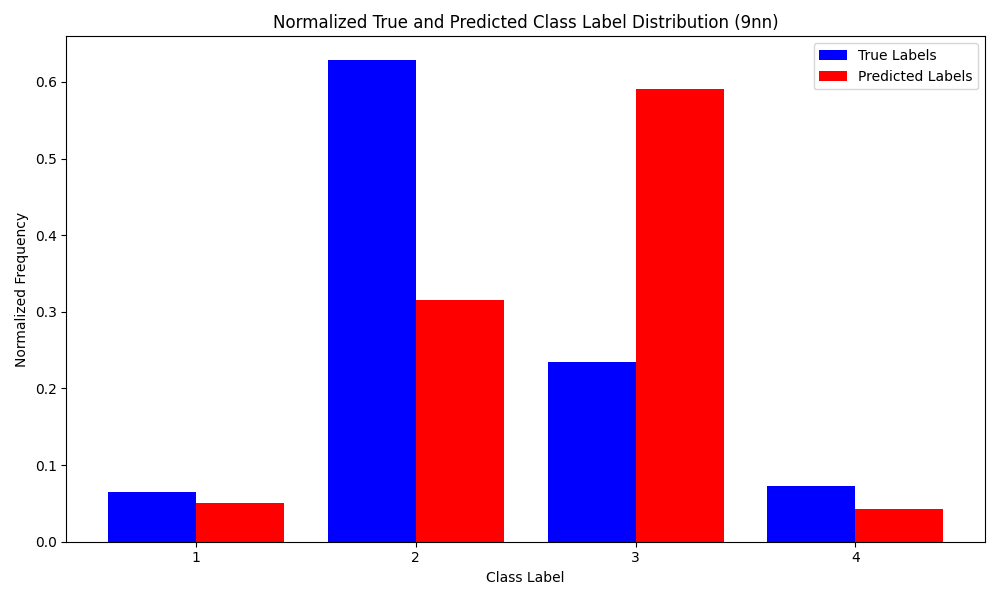 Normalized True and Predicted Class Label Distribution (9nn)
True Labels
Predicted Labels
Normalized Frequency
0.6
0.5
0.4
0.3
0.2
0.1
0.0
1 2 3 4
Class Label